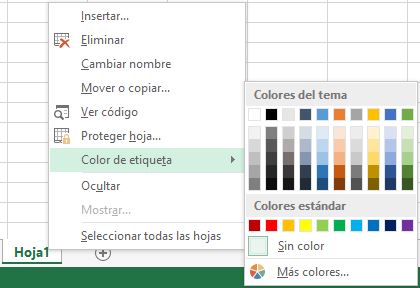 Insertar...
Eliminar
Cambiar nombre
Mover o copiar...
Ver código
Proteger hoja...
Color de etiqueta
Ocultar
Mostrar...
Seleccionar todas las hojas
Colores del tema
Colores estándar
Sin color
Más colores...
Hoja1